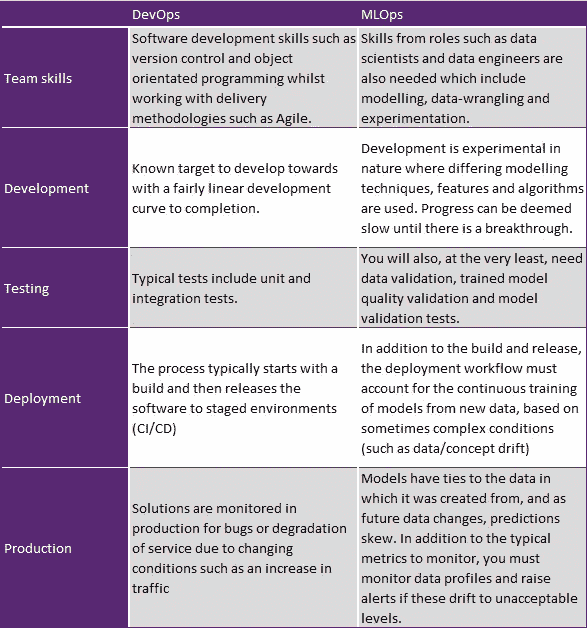 DevOps
MLOps
Team skills
Software development skills such as
version control and object
orientated programming whilst
working with delivery
methodologies such as Agile.
Skills from roles such as data
scientists and data engineers are
also needed which include
modelling, data-wrangling and
experimentation.
Development
Known target to develop towards
with a fairly linear development
curve to completion.
Development is experimental in
nature where differing modelling
techniques, features and algorithms
are used. Progress can be deemed
slow until there is a breakthrough.
Testing
Typical tests include unit and
integration tests.
You will also, at the very least, need
data validation, trained model
quality validation and model
validation tests.
Deployment
The process typically starts with a
build and then releases the
software to staged environments
(CI/CD)
In addition to the build and release,
the deployment workflow must
account for the continuous training
of models from new data, based on
sometimes complex conditions
(such as data/concept drift)
Production
Solutions are monitored in
production for bugs or degradation
of service due to changing
conditions such as an increase in
traffic
Models have ties to the data in
which it was created from, and as
future data changes, predictions
skew. In addition to the typical
metrics to monitor, you must
monitor data profiles and raise
alerts if these drift to unacceptable
levels.